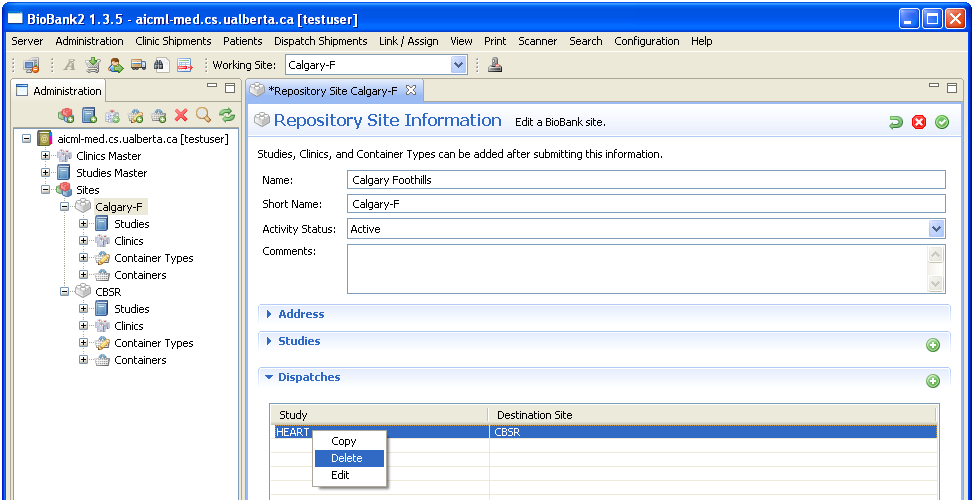 BioBank2 1.3.5 - aicml-med.cs.ualberta.ca [testuser]
Server Administration Clinic Shipments Patients Dispatch Shipments Link / Assign View Print Scanner Search Configuration Help
Working Site: Calgary-F
Administration
*Repository Site Calgary-F
aicml-med.cs.ualberta.ca [testuser]
Clinics Master
Studies Master
Sites
Calgary-F
Studies
Clinics
Container Types
Containers
CBSR
Studies
Clinics
Container Types
Containers
Repository Site Information Edit a BioBank site.
Studies, Clinics, and Container Types can be added after submitting this information.
Name: Calgary Foothills
Short Name: Calgary-F
Activity Status: Active
Comments:
Address
Studies
Dispatches
Study Destination Site
HEART CBSR
Copy
Delete
Edit